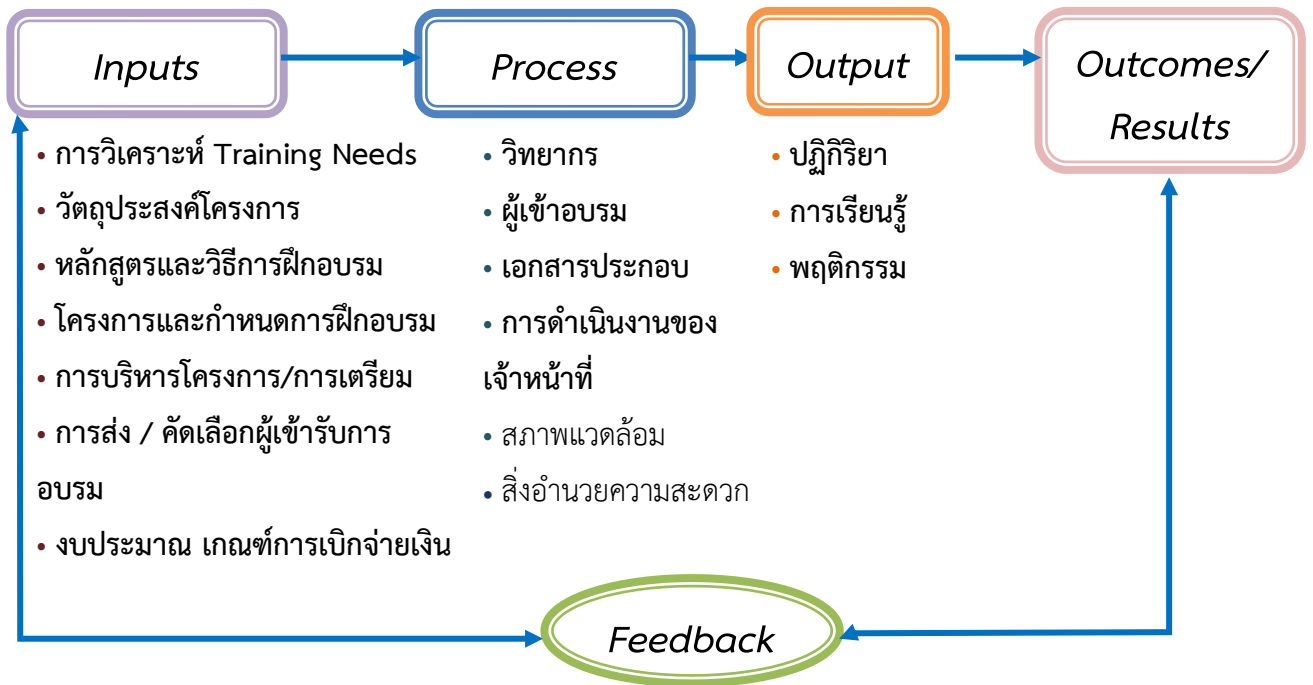 Inputs
• การวิเคราะห์ Training Needs
• วัตถุประสงค์โครงการ
• หลักสูตรและวิธีการฝึกอบรม
• โครงการและกำหนดการฝึกอบรม
• การบริหารโครงการ/การเตรียม
• การส่ง / คัดเลือกผู้เข้ารับการ
อบรม
• งบประมาณ เกณฑ์การเบิกจ่ายเงิน
Process
• วิทยากร
• ผู้เข้าอบรม
• เอกสารประกอบ
• การดำเนินงานของ
เจ้าหน้าที่
• สภาพแวดล้อม
• สิ่งอำนวยความสะดวก
Output
• ปฏิกิริยา
• การเรียนรู้
• พฤติกรรม
Outcomes/
Results
Feedback